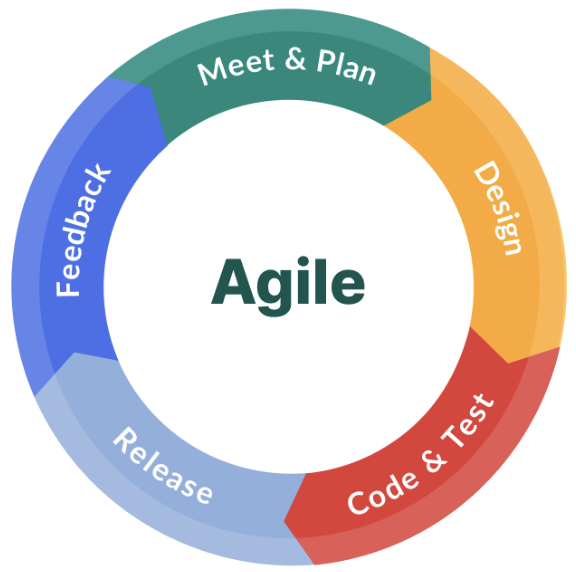 Meet & Plan
Design
Code & Test
Release
Feedback
Agile